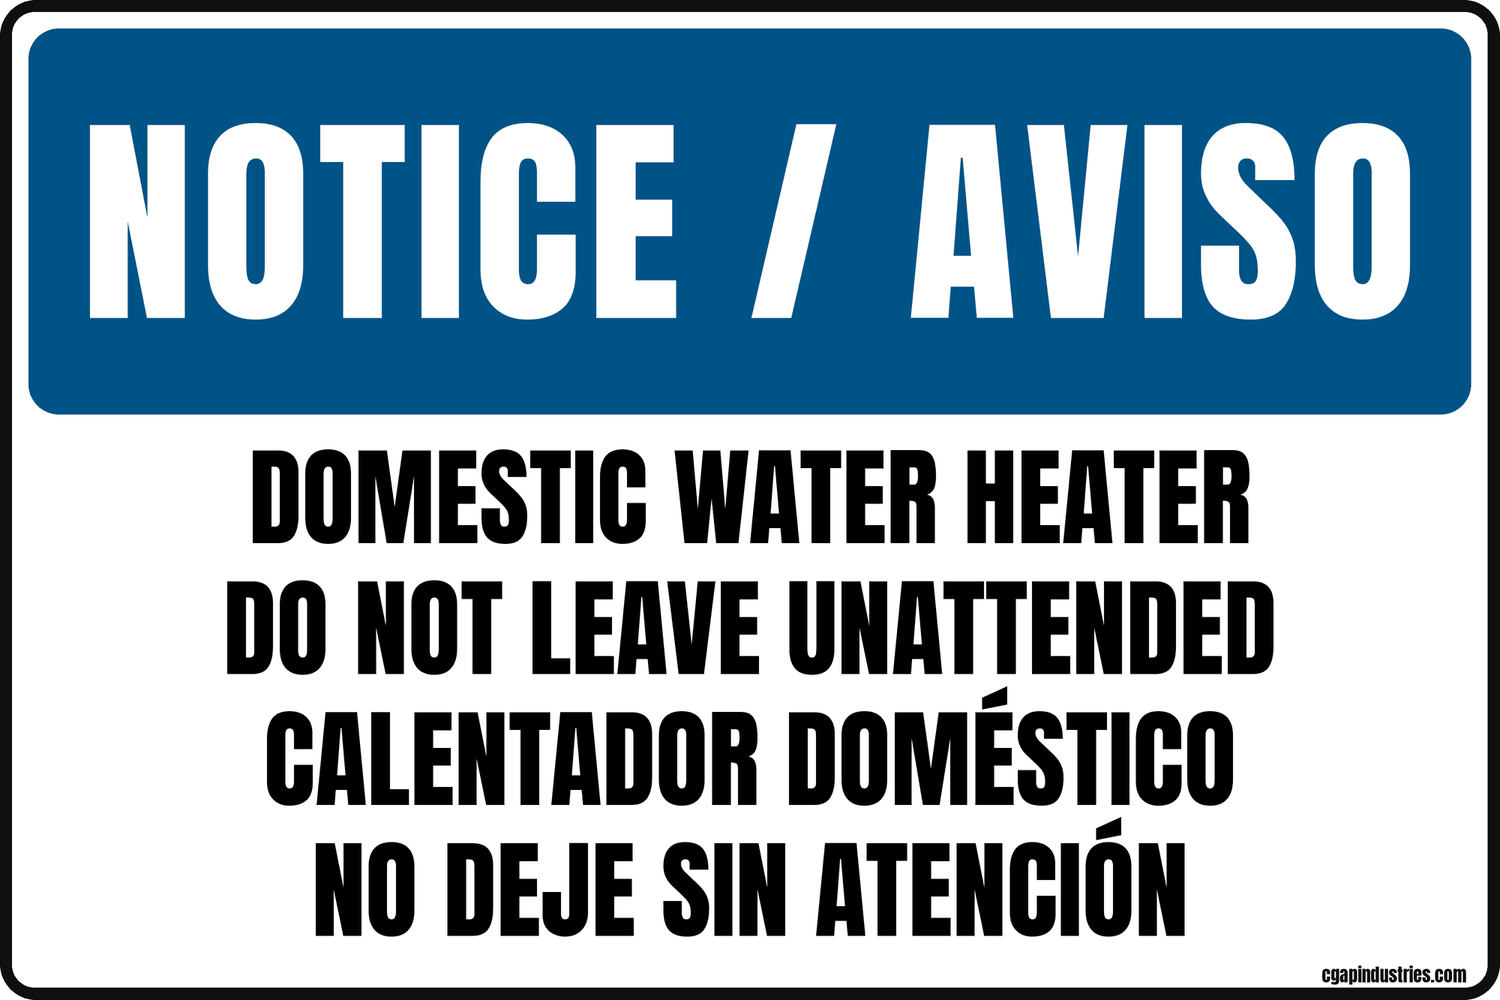 NOTICE / AVISO
DOMESTIC WATER HEATER
DO NOT LEAVE UNATTENDED
CALENTADOR DOMÉSTICO
NO DEJE SIN ATENCIÓN
cgapindustries.com